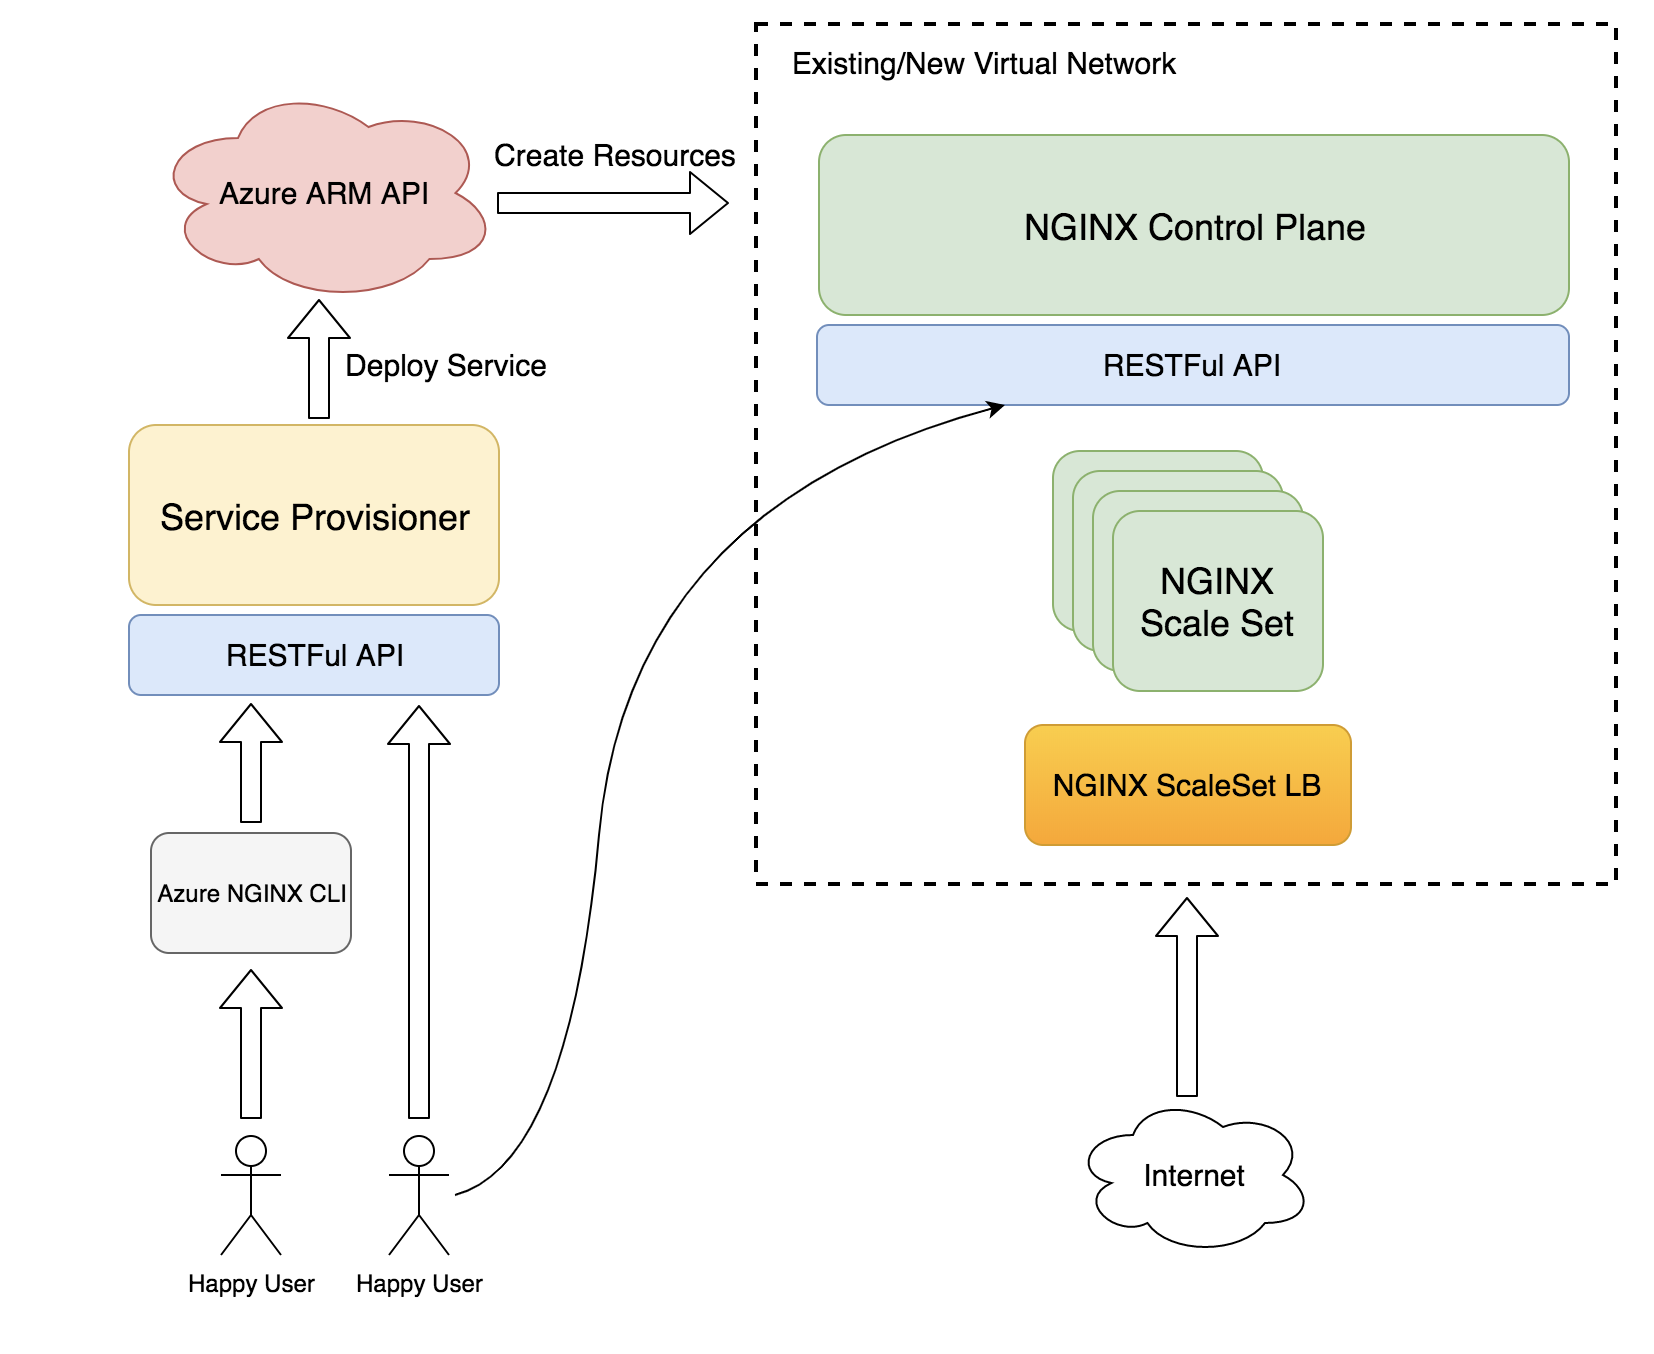 Existing/New Virtual Network
Azure ARM API
Create Resources
NGINX Control Plane
RESTFul API
Deploy Service
Service Provisioner
RESTFul API
NGINX
Scale Set
NGINX ScaleSet LB
Azure NGINX CLI
Internet
Happy User
Happy User